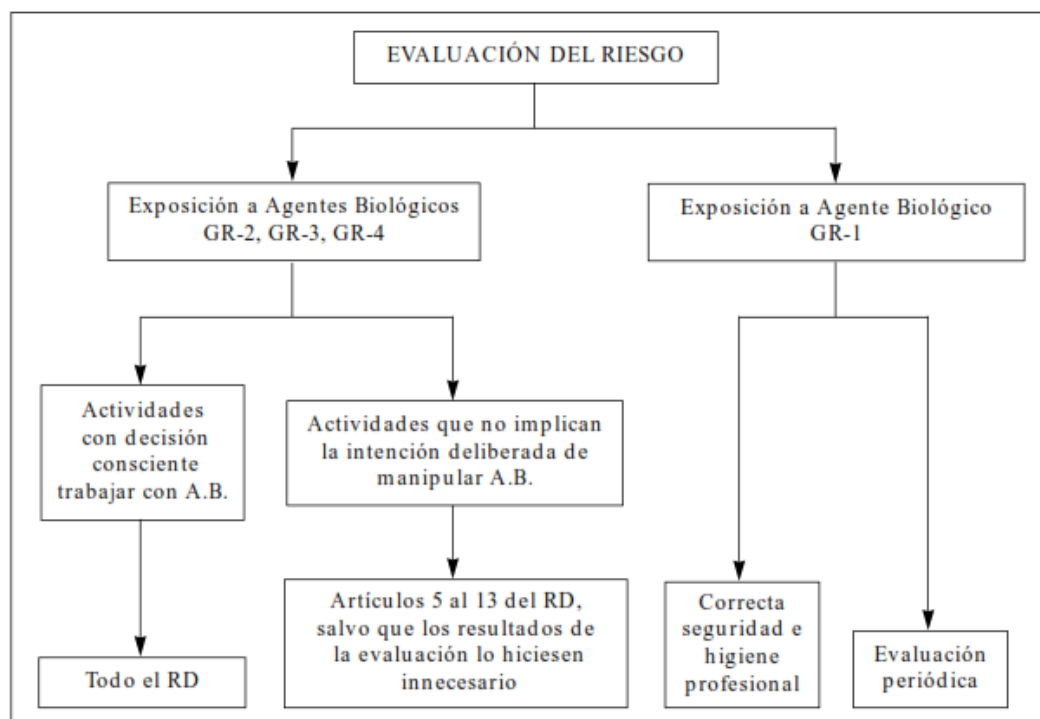 EVALUACIÓN DEL RIESGO
Exposición a Agentes Biológicos
GR-2, GR-3, GR-4
Exposición a Agente Biológico
GR-1
Actividades
con decisión
consciente
trabajar con A.B.
Actividades que no implican
la intención deliberada de
manipular A.B.
Todo el RD
Artículos 5 al 13 del RD,
salvo que los resultados de
la evaluación lo hiciesen
innecesario
Correcta
seguridad e
higiene
profesional
Evaluación
periódica